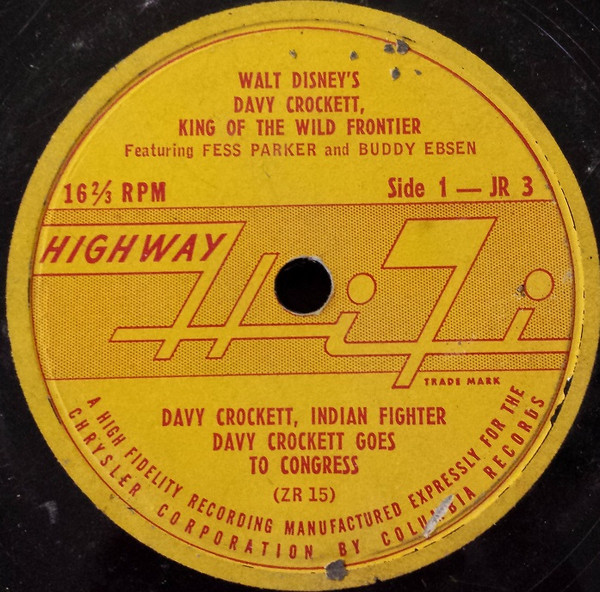 WALT DISNEY'S
DAVY CROCKETT,
KING OF THE WILD FRONTIER
Featuring FESS PARKER and BUDDY EBSEN
16⅔ RPM
Side 1 — JR 3
HIGHWAY
Hi Fi
TRADE MARK
DAVY CROCKETT, INDIAN FIGHTER
DAVY CROCKETT GOES
TO CONGRESS
(ZR 15)
A HIGH FIDELITY RECORDING MANUFACTURED EXPRESSLY FOR THE
CHRYSLER CORPORATION BY COLUMBIA RECORDS